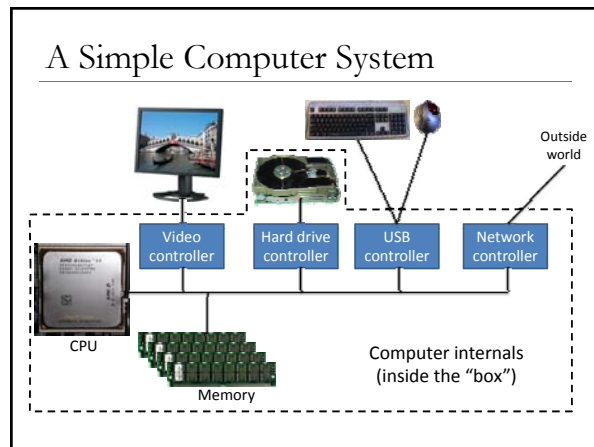 A Simple Computer System
Outside
world
Video
controller
Hard drive
controller
USB
controller
Network
controller
CPU
Memory
Computer internals
(inside the “box”)